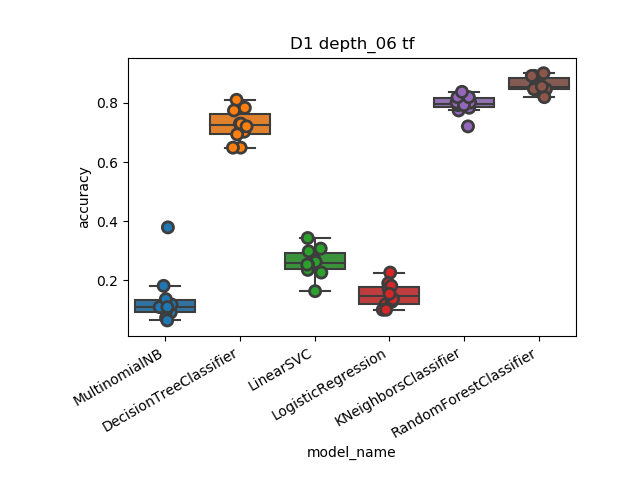 D1 depth_06 tf
accuracy
0.8
0.6
0.4
0.2
MultinomialNB
DecisionTreeClassifier
LinearSVC
LogisticRegression
KNeighborsClassifier
RandomForestClassifier
model_name